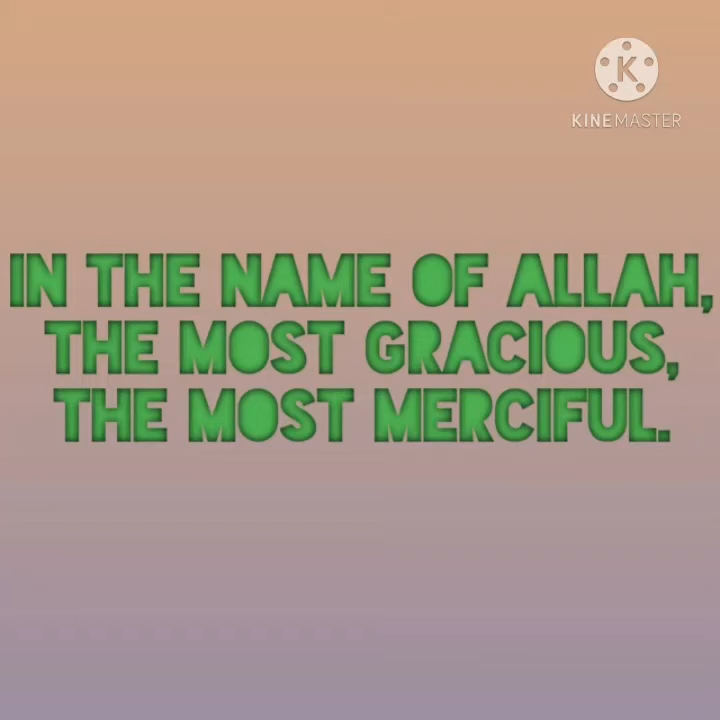 K
KINEMASTER
IN THE NAME OF ALLAH,
THE MOST GRACIOUS,
THE MOST MERCIFUL.